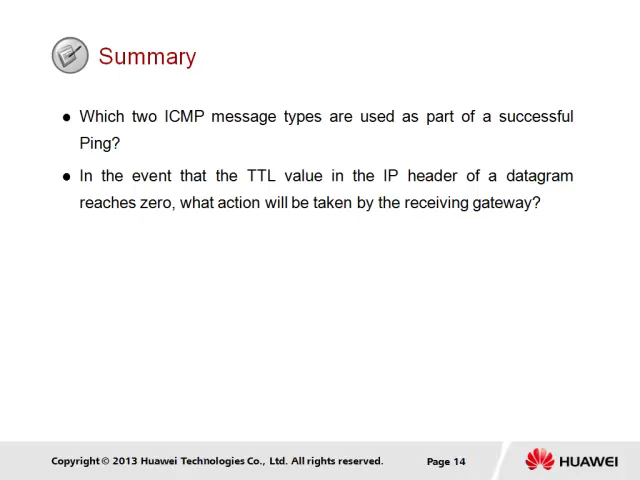 Summary
● Which two ICMP message types are used as part of a successful
Ping?
● In the event that the TTL value in the IP header of a datagram
reaches zero, what action will be taken by the receiving gateway?
Copyright © 2013 Huawei Technologies Co., Ltd. All rights reserved.
Page 14
HUAWEI